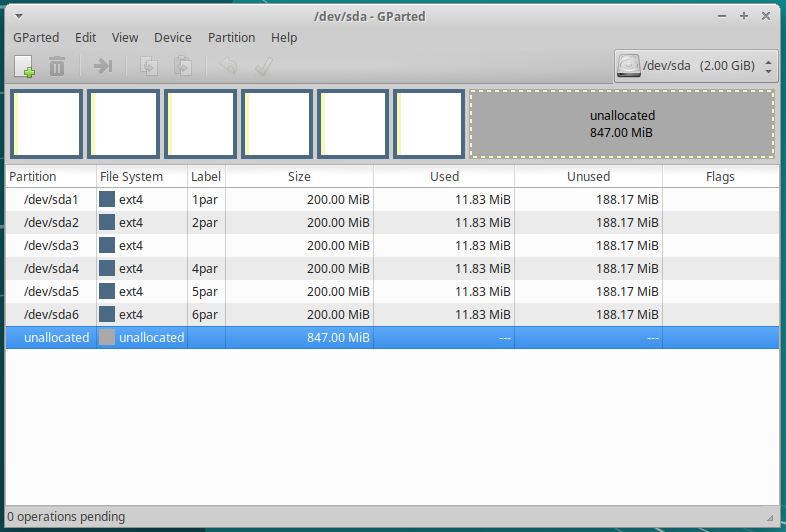 /dev/sda - GParted
GParted Edit View Device Partition Help
/dev/sda (2.00 GiB)
unallocated
847.00 MiB
Partition File System Label Size Used Unused Flags
/dev/sda1 ext4 1par 200.00 MiB 11.83 MiB 188.17 MiB
/dev/sda2 ext4 2par 200.00 MiB 11.83 MiB 188.17 MiB
/dev/sda3 ext4 200.00 MiB 11.83 MiB 188.17 MiB
/dev/sda4 ext4 4par 200.00 MiB 11.83 MiB 188.17 MiB
/dev/sda5 ext4 5par 200.00 MiB 11.83 MiB 188.17 MiB
/dev/sda6 ext4 6par 200.00 MiB 11.83 MiB 188.17 MiB
unallocated unallocated 847.00 MiB --- ---
0 operations pending